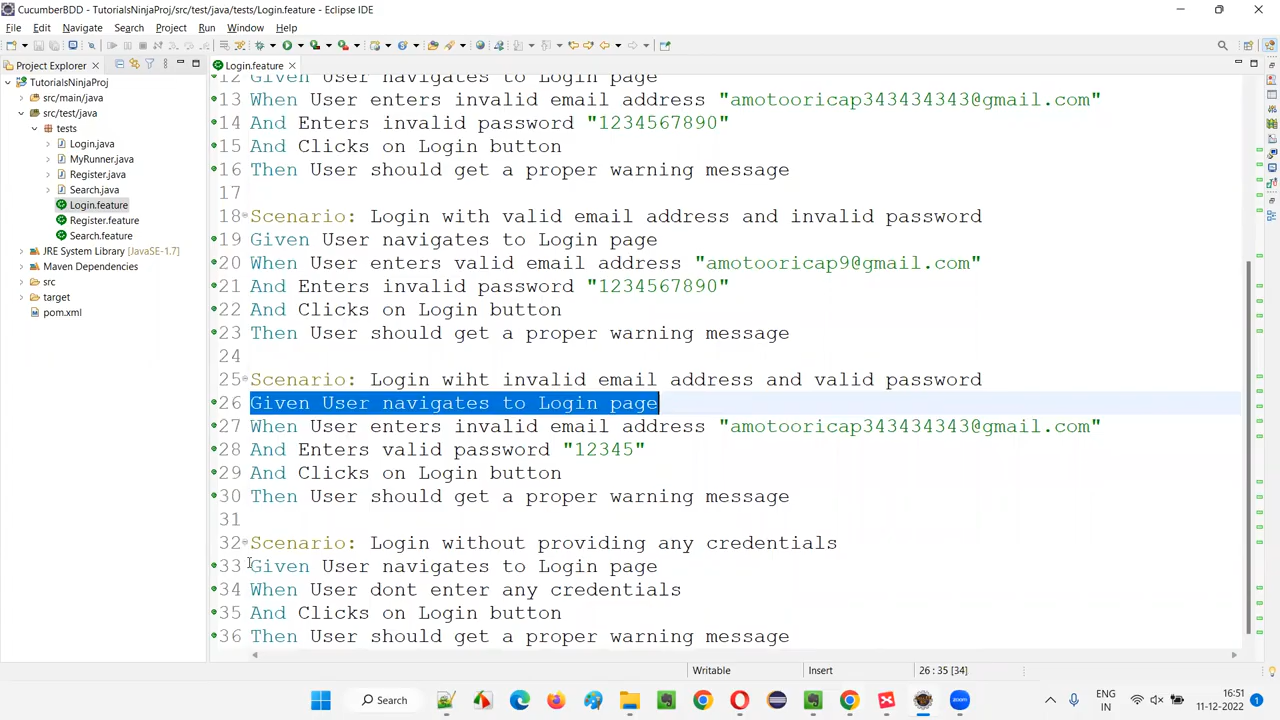 CucumberBDD - TutorialsNinjaProj/src/test/java/tests/Login.feature - Eclipse IDE
File Edit Navigate Search Project Run Window Help
Project Explorer
Login.feature
TutorialsNinjaProj
src/main/java
src/test/java
tests
Login.java
MyRunner.java
Register.java
Search.java
Login.feature
Register.feature
Search.feature
JRE System Library [JavaSE-1.7]
Maven Dependencies
src
target
pom.xml
12 Given User navigates to Login page
13 When User enters invalid email address "amotooricap343434343@gmail.com"
14 And Enters invalid password "1234567890"
15 And Clicks on Login button
16 Then User should get a proper warning message
17
18 Scenario: Login with valid email address and invalid password
19 Given User navigates to Login page
20 When User enters valid email address "amotooricap9@gmail.com"
21 And Enters invalid password "1234567890"
22 And Clicks on Login button
23 Then User should get a proper warning message
24
25 Scenario: Login wiht invalid email address and valid password
26 Given User navigates to Login page
27 When User enters invalid email address "amotooricap343434343@gmail.com"
28 And Enters valid password "12345"
29 And Clicks on Login button
30 Then User should get a proper warning message
31
32 Scenario: Login without providing any credentials
33 Given User navigates to Login page
34 When User dont enter any credentials
35 And Clicks on Login button
36 Then User should get a proper warning message
Writable Insert 26 : 35 [34]
Search
ENG
IN
16:51
11-12-2022
1